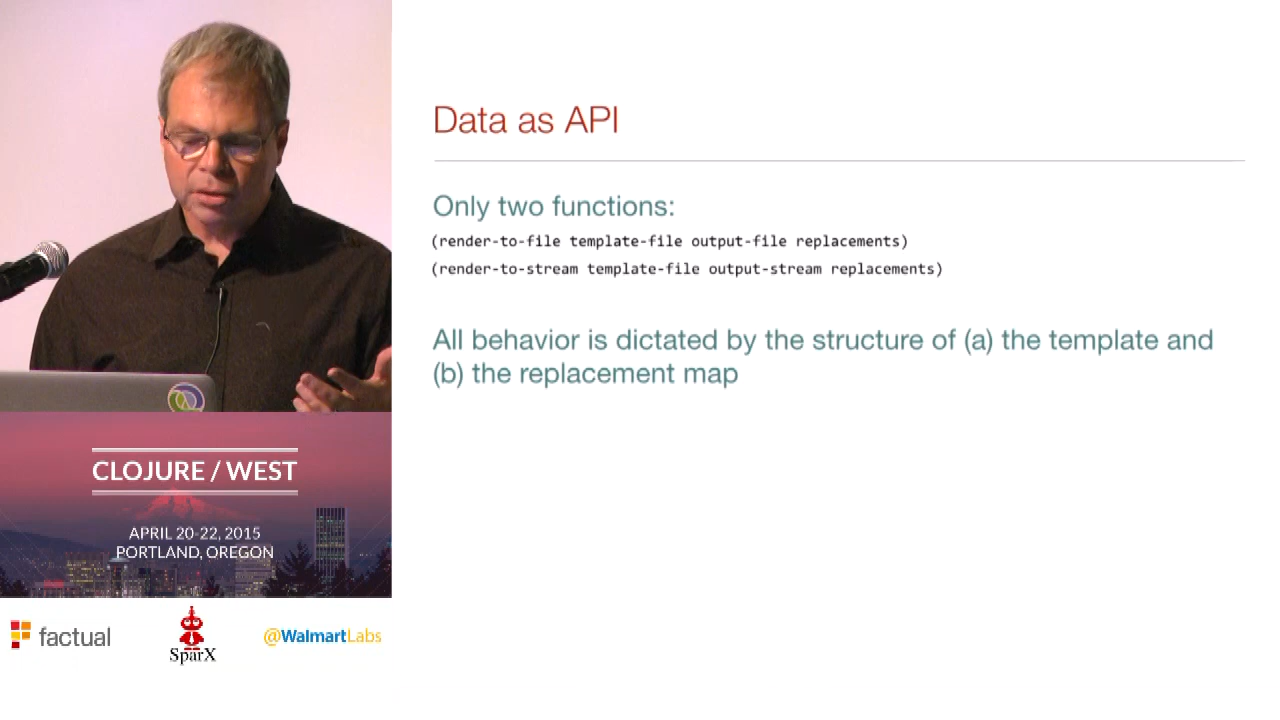 Data as API
Only two functions:
(render-to-file template-file output-file replacements)
(render-to-stream template-file output-stream replacements)
All behavior is dictated by the structure of (a) the template and
(b) the replacement map
CLOJURE / WEST
APRIL 20-22, 2015
PORTLAND, OREGON
factual
SparX
@WalmartLabs